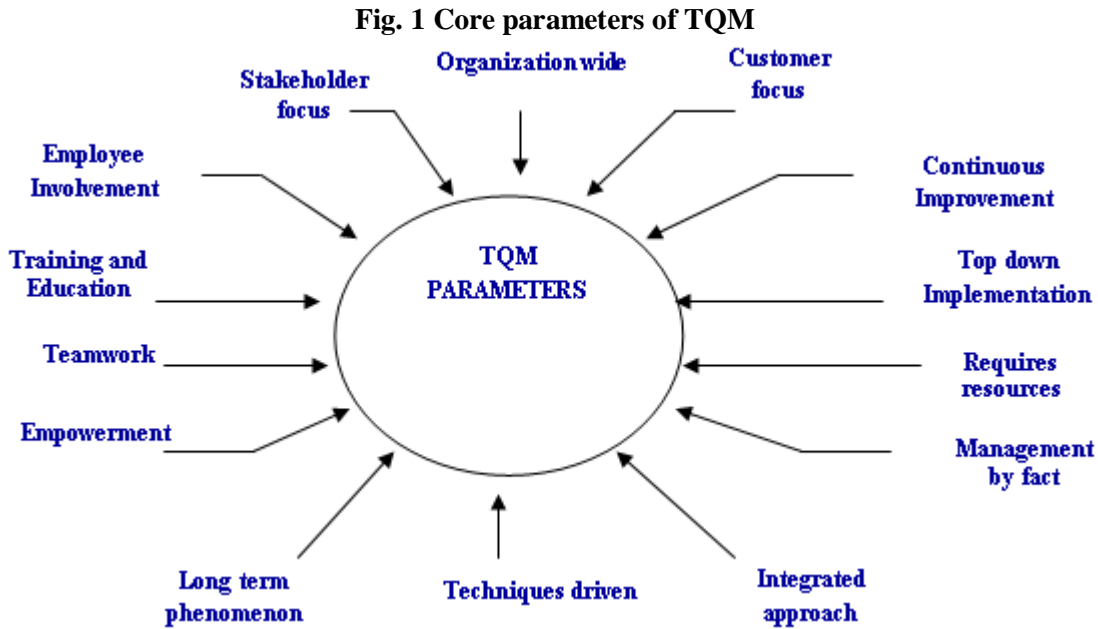 Fig. 1 Core parameters of TQM
Organization wide
Customer
focus
Stakeholder
focus
Employee
Involvement
Continuous
Improvement
Training and
Education
TQM
PARAMETERS
Top down
Implementation
Teamwork
Requires
resources
Empowerment
Management
by fact
Long term
phenomenon
Techniques driven
Integrated
approach